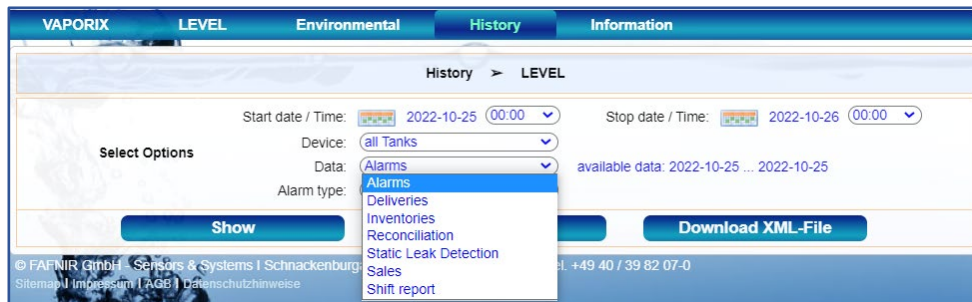 VAPORIX LEVEL Environmental History Information
History ➢ LEVEL
Start date / Time: 2022-10-25 00:00 Stop date / Time: 2022-10-26 00:00
Select Options
Device: all Tanks
Data: Alarms available data: 2022-10-25 ... 2022-10-25
Alarm type:
Alarms
Deliveries
Inventories
Reconciliation
Static Leak Detection
Sales
Shift report
Show Download XML-File
© FAFNIR GmbH - Sensors & Systems I Schnackenburg +49 40 / 39 82 07-0
Sitemap I Impressum I AGB I Datenschutzhinweise